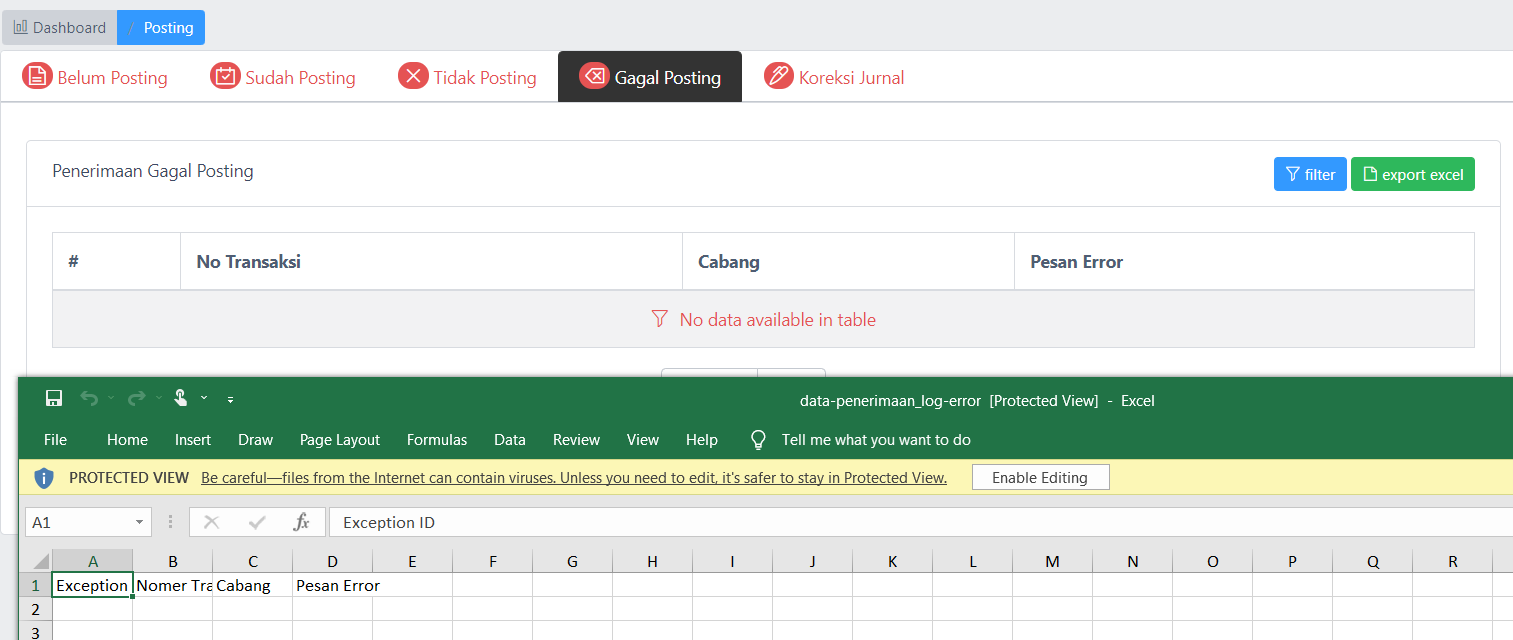 Dashboard / Posting
Belum Posting Sudah Posting Tidak Posting Gagal Posting Koreksi Jurnal
Penerimaan Gagal Posting filter export excel
# No Transaksi Cabang Pesan Error
No data available in table
data-penerimaan_log-error [Protected View] - Excel
File Home Insert Draw Page Layout Formulas Data Review View Help Tell me what you want to do
PROTECTED VIEW Be careful—files from the Internet can contain viruses. Unless you need to edit, it's safer to stay in Protected View. Enable Editing
A1 fx Exception ID
A B C D E F G H I J K L M N O P Q R
1 Exception Nomer Tra Cabang Pesan Error
2
3